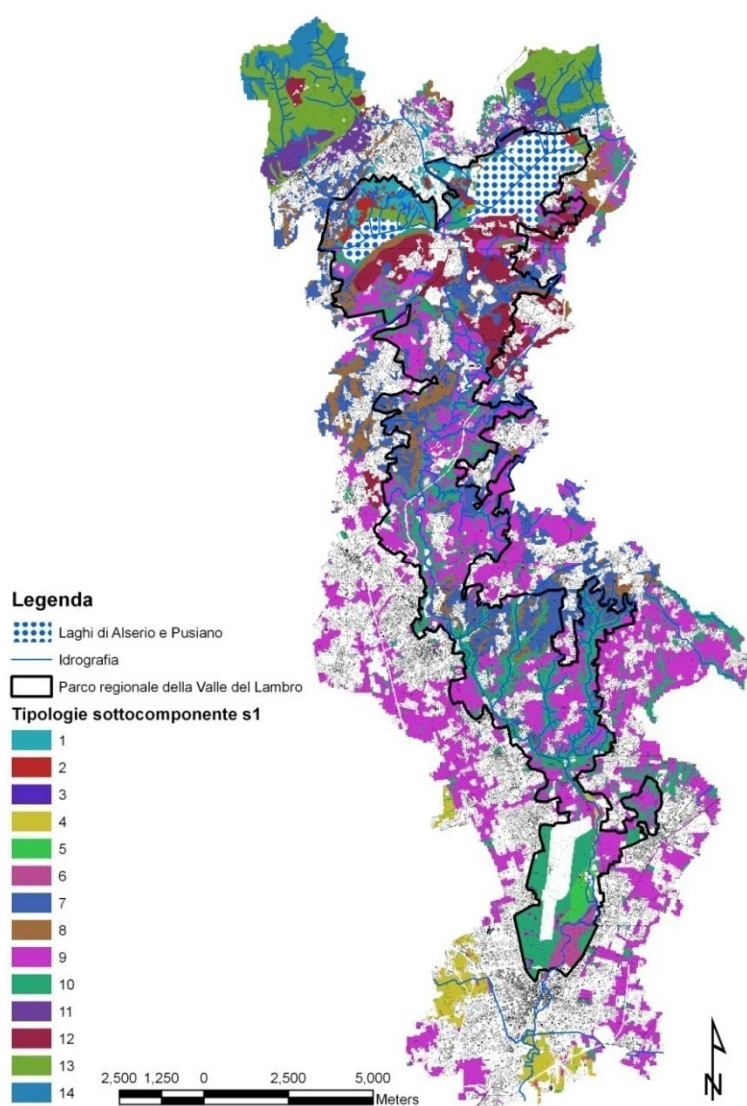 Legenda
Laghi di Alserio e Pusiano
Idrografia
Parco regionale della Valle del Lambro
Tipologie sottocomponente s1
1
2
3
4
5
6
7
8
9
10
11
12
13
14
2,500 1,250 0 2,500 5,000
Meters
N